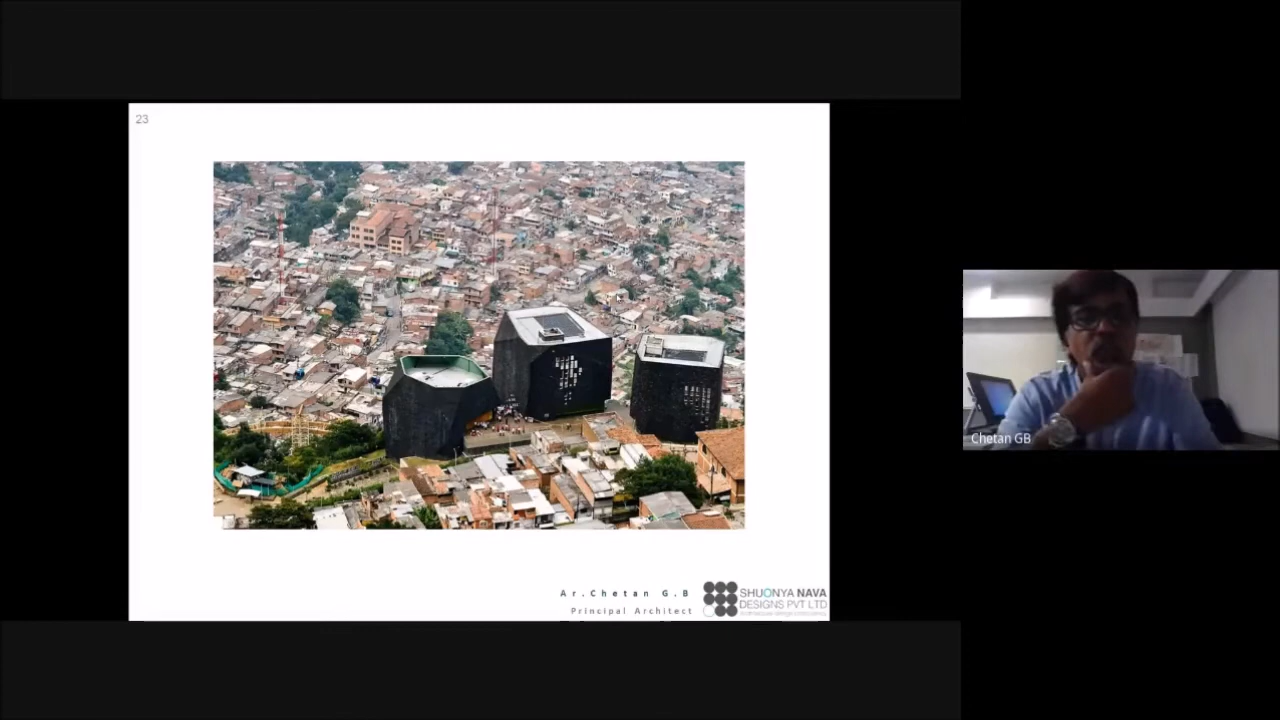 23
Ar.Chetan G.B
Principal Architect
SHUONYA NAVA
DESIGNS PVT LTD
Chetan GB